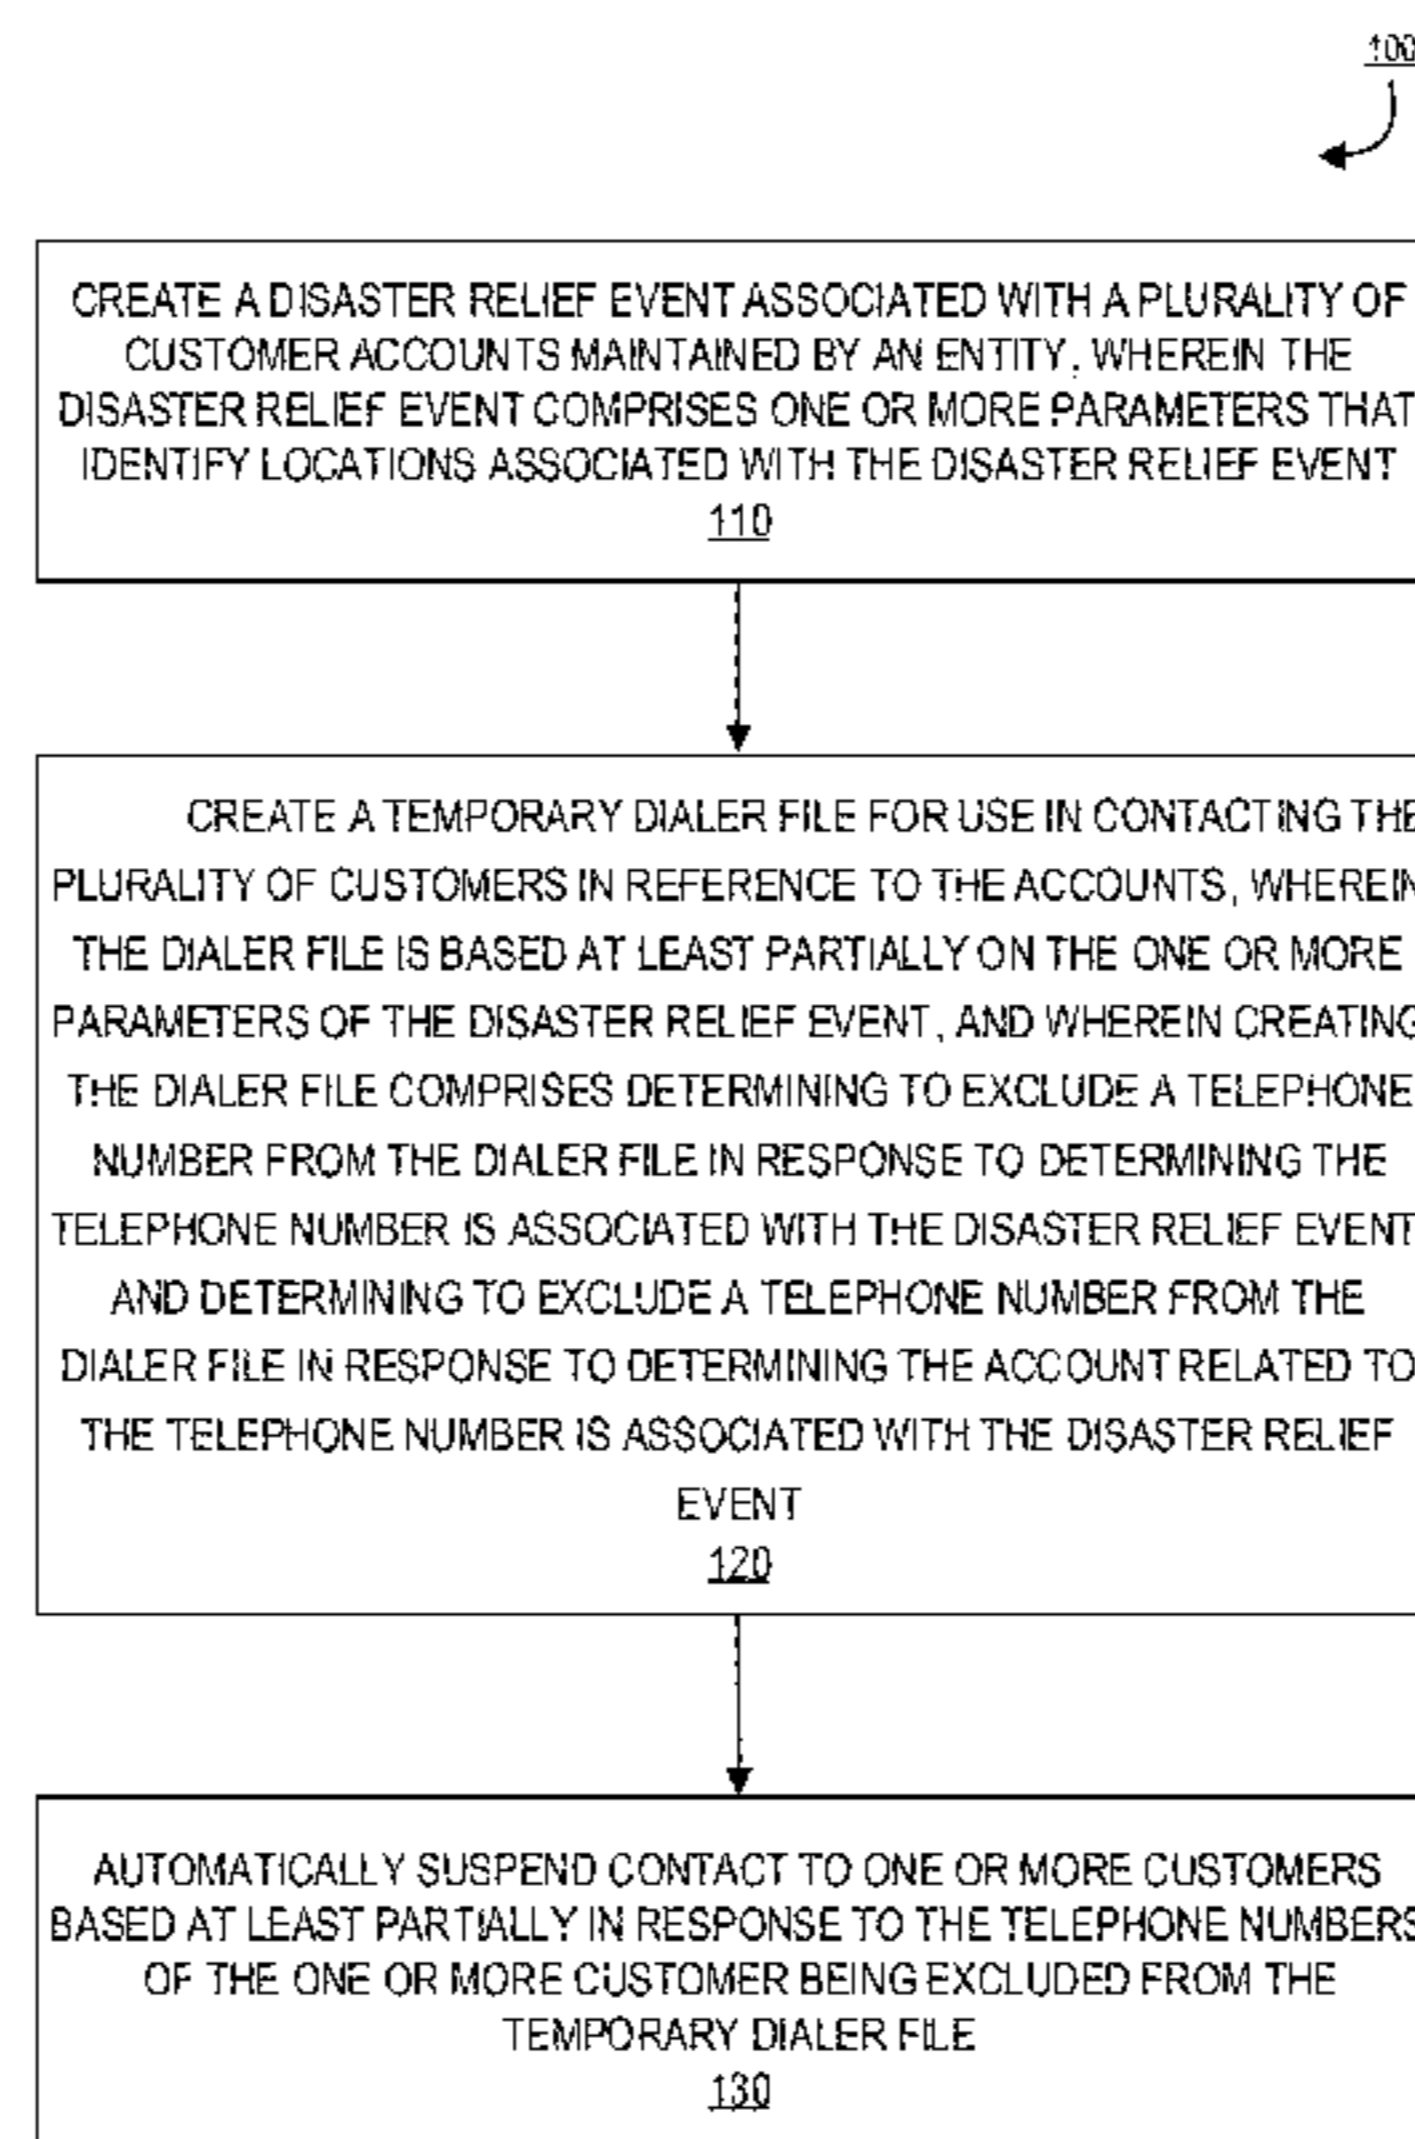 100
CREATE A DISASTER RELIEF EVENT ASSOCIATED WITH A PLURALITY OF
CUSTOMER ACCOUNTS MAINTAINED BY AN ENTITY, WHEREIN THE
DISASTER RELIEF EVENT COMPRISES ONE OR MORE PARAMETERS THAT
IDENTIFY LOCATIONS ASSOCIATED WITH THE DISASTER RELIEF EVENT
110
CREATE A TEMPORARY DIALER FILE FOR USE IN CONTACTING THE
PLURALITY OF CUSTOMERS IN REFERENCE TO THE ACCOUNTS, WHEREIN
THE DIALER FILE IS BASED AT LEAST PARTIALLY ON THE ONE OR MORE
PARAMETERS OF THE DISASTER RELIEF EVENT, AND WHEREIN CREATING
THE DIALER FILE COMPRISES DETERMINING TO EXCLUDE A TELEPHONE
NUMBER FROM THE DIALER FILE IN RESPONSE TO DETERMINING THE
TELEPHONE NUMBER IS ASSOCIATED WITH THE DISASTER RELIEF EVENT
AND DETERMINING TO EXCLUDE A TELEPHONE NUMBER FROM THE
DIALER FILE IN RESPONSE TO DETERMINING THE ACCOUNT RELATED TO
THE TELEPHONE NUMBER IS ASSOCIATED WITH THE DISASTER RELIEF
EVENT
120
AUTOMATICALLY SUSPEND CONTACT TO ONE OR MORE CUSTOMERS
BASED AT LEAST PARTIALLY IN RESPONSE TO THE TELEPHONE NUMBERS
OF THE ONE OR MORE CUSTOMER BEING EXCLUDED FROM THE
TEMPORARY DIALER FILE
130